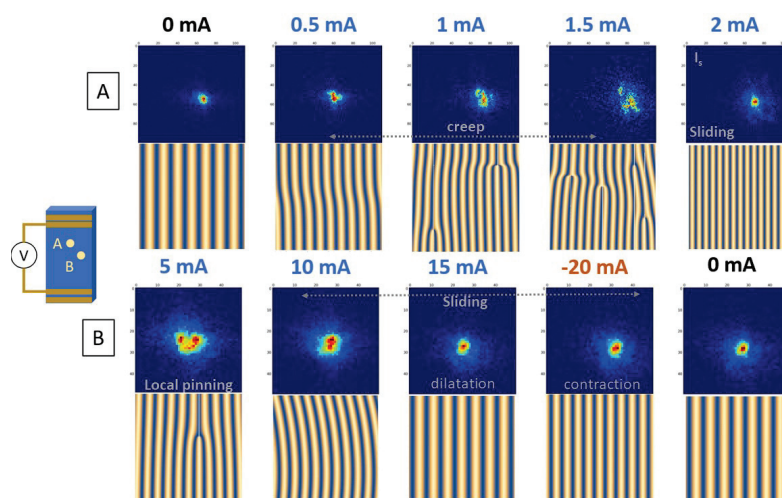 0 mA 0.5 mA 1 mA 1.5 mA 2 mA
A
I_s
creep
Sliding
V
A
B
5 mA 10 mA 15 mA -20 mA 0 mA
B
Sliding
Local pinning dilatation contraction